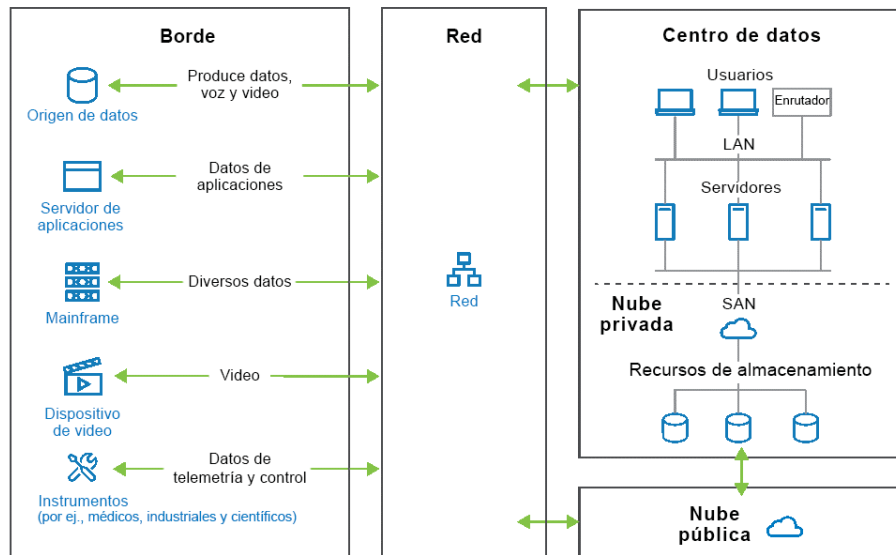 Borde
Produce datos,
voz y video
Origen de datos
Datos de
aplicaciones
Servidor de
aplicaciones
Diversos datos
Mainframe
Video
Dispositivo
de video
Datos de
telemetría y control
Instrumentos
(por ej., médicos, industriales y científicos)
Red
Red
Centro de datos
Usuarios
Enrutador
LAN
Servidores
Nube
privada
SAN
Recursos de almacenamiento
Nube
pública